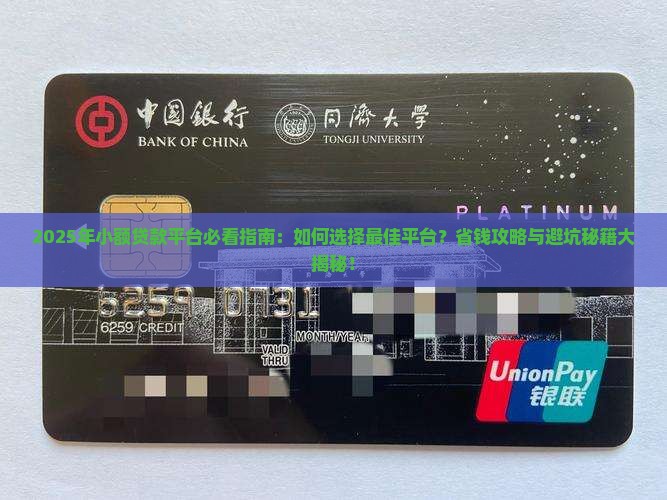 中國銀行 同濟大學
BANK OF CHINA TONGJI UNIVERSITY
PLATINUM
2025年小额贷款平台必看指南：如何选择最佳平台？省钱攻略与避坑秘籍大
揭秘！
6259 0731
6259 CREDIT
MONTH/YEAR
VALID
THRU
UnionPay
银联